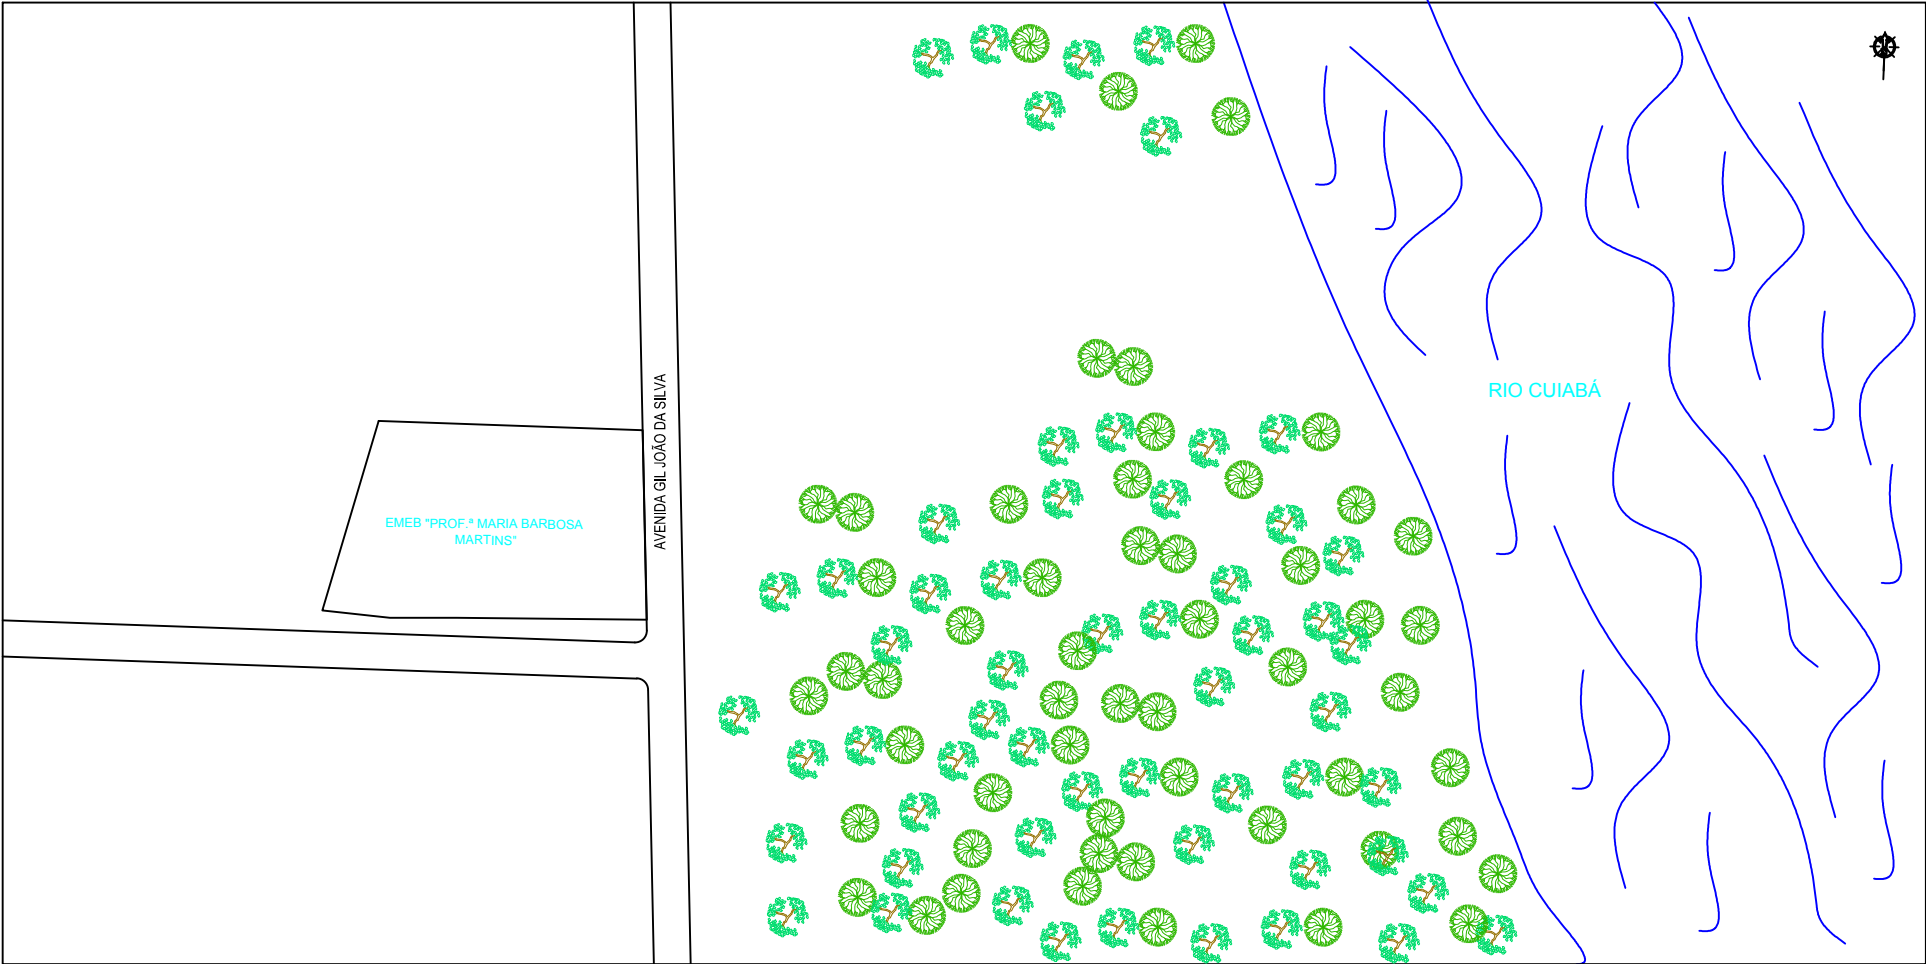 RIO CUIABÁ
AVENIDA GIL JOÃO DA SILVA
EMEB "PROF.ª MARIA BARBOSA
MARTINS"